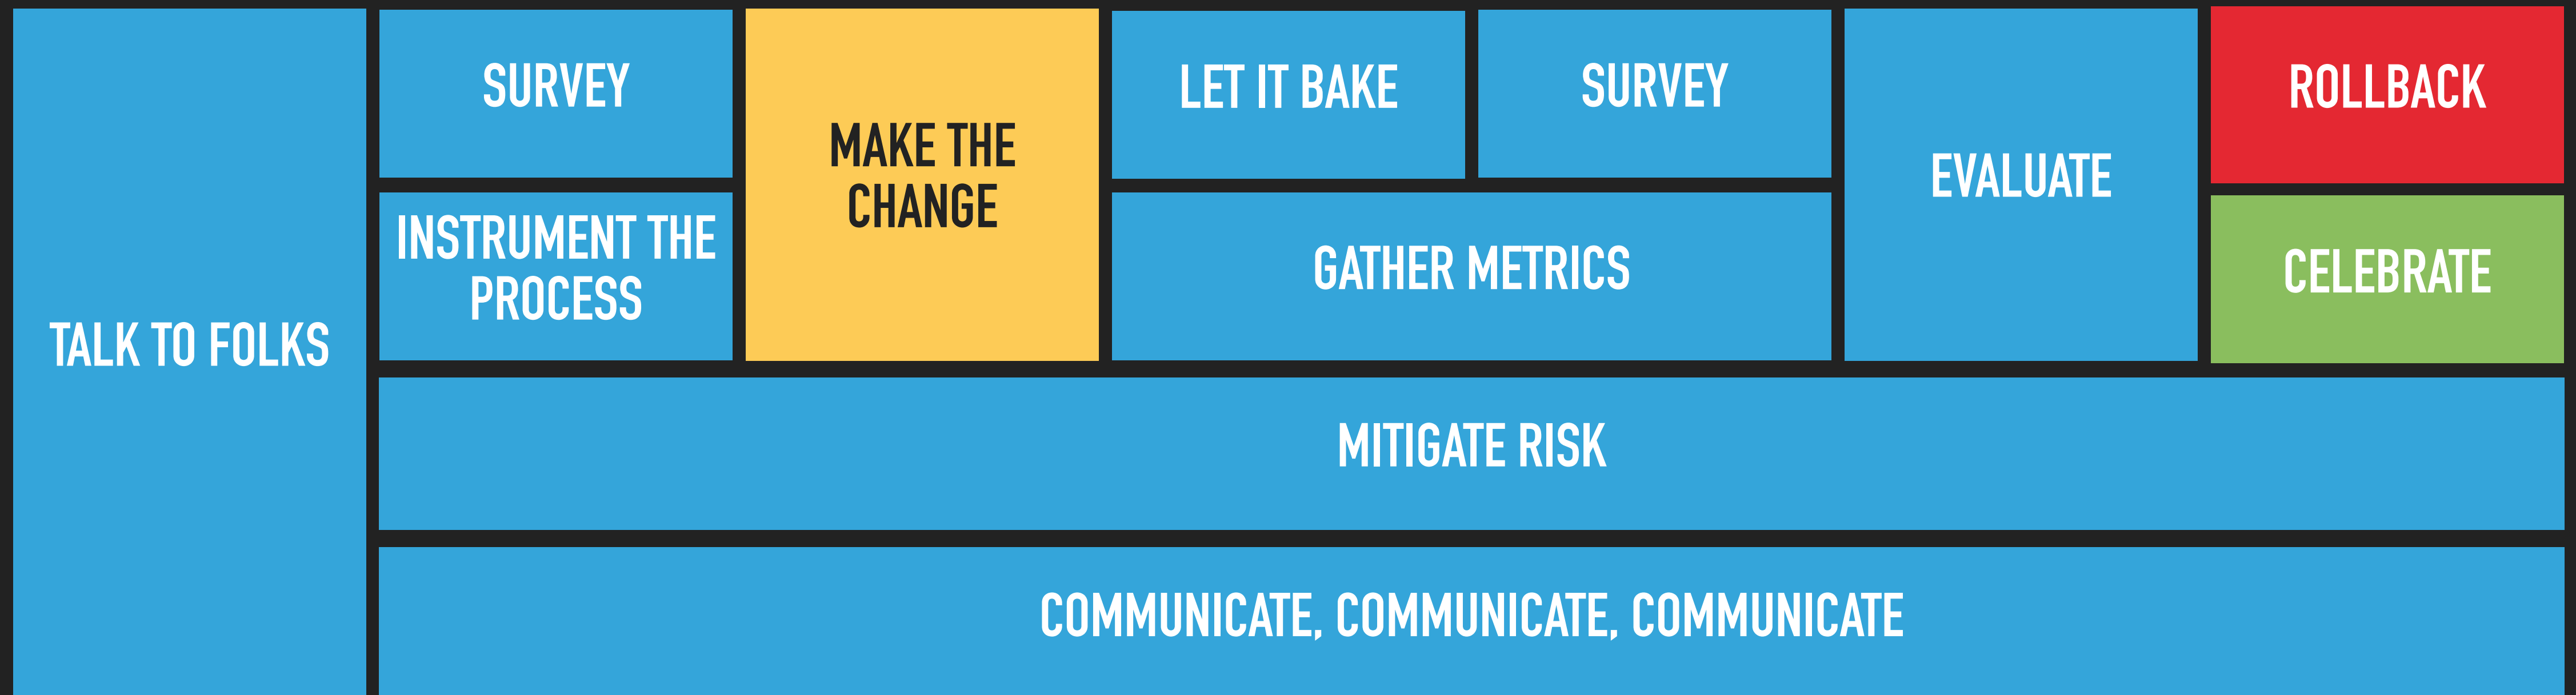 TALK TO FOLKS
SURVEY
INSTRUMENT THE
PROCESS
MAKE THE
CHANGE
LET IT BAKE
SURVEY
GATHER METRICS
EVALUATE
ROLLBACK
CELEBRATE
MITIGATE RISK
COMMUNICATE, COMMUNICATE, COMMUNICATE